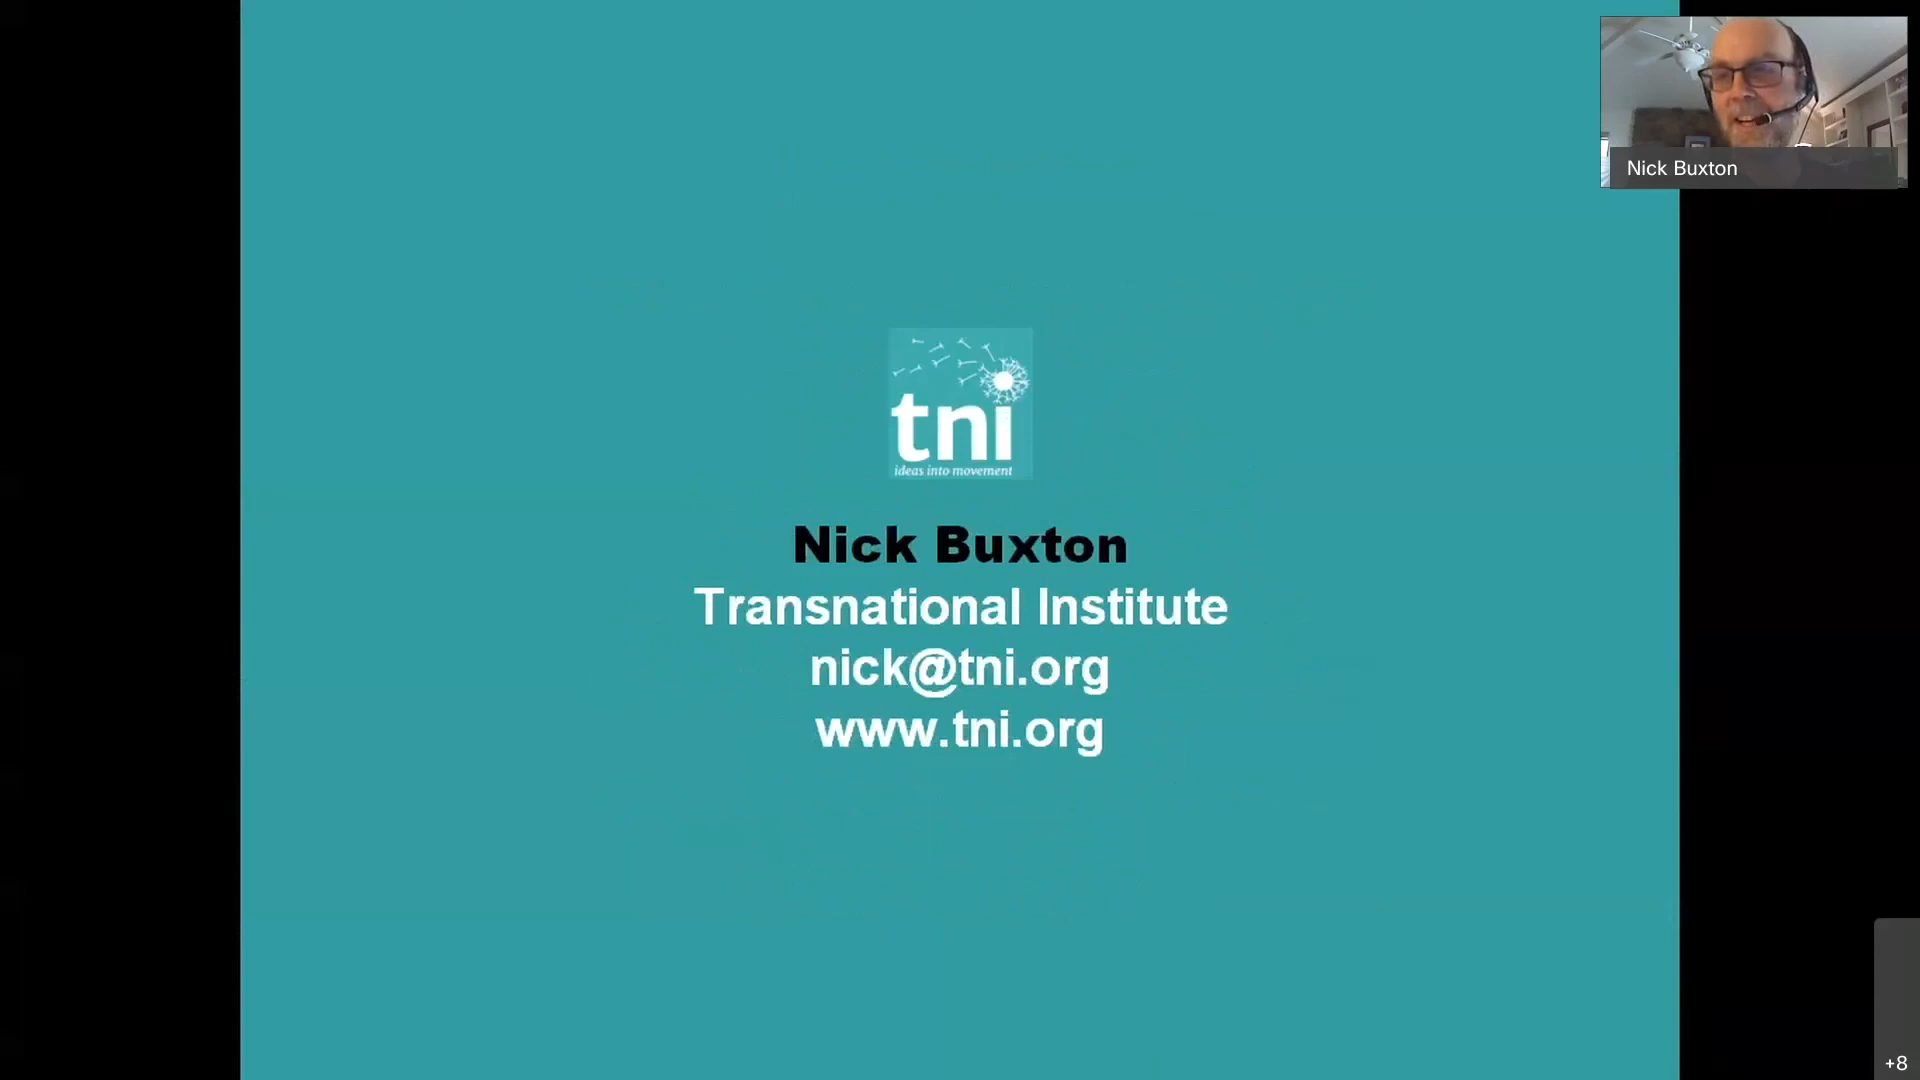 Nick Buxton
tni
ideas into movement
Nick Buxton
Transnational Institute
nick@tni.org
www.tni.org
+8